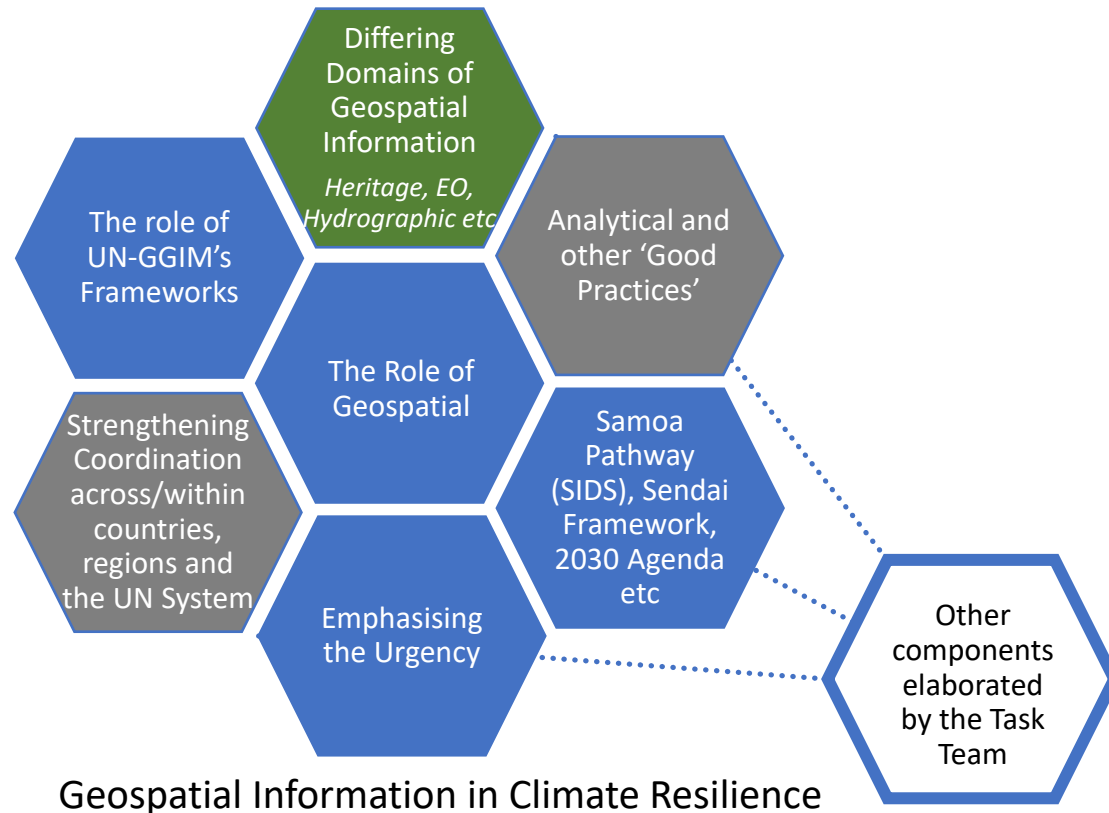 Differing
Domains of
Geospatial
Information
Heritage, EO,
Hydrographic etc
The role of
UN-GGIM’s
Frameworks
Analytical and
other ‘Good
Practices’
The Role of
Geospatial
Strengthening
Coordination
across/within
countries,
regions and
the UN System
Samoa
Pathway
(SIDS), Sendai
Framework,
2030 Agenda
etc
Emphasising
the Urgency
Other
components
elaborated
by the Task
Team
Geospatial Information in Climate Resilience